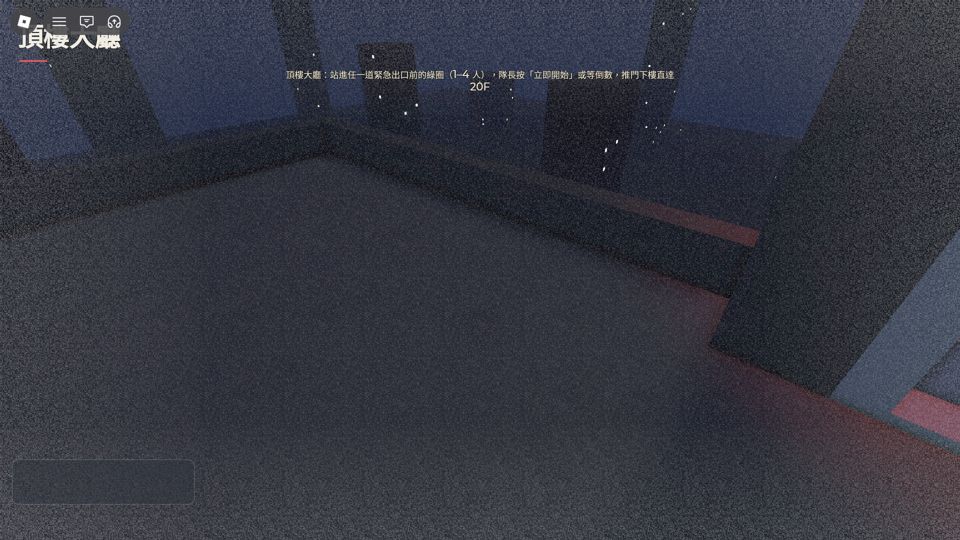 頂樓大廳
頂樓大廳：站進任一道緊急出口前的綠圈（1–4 人），隊長按「立即開始」或等倒數，推門下樓直達
20F